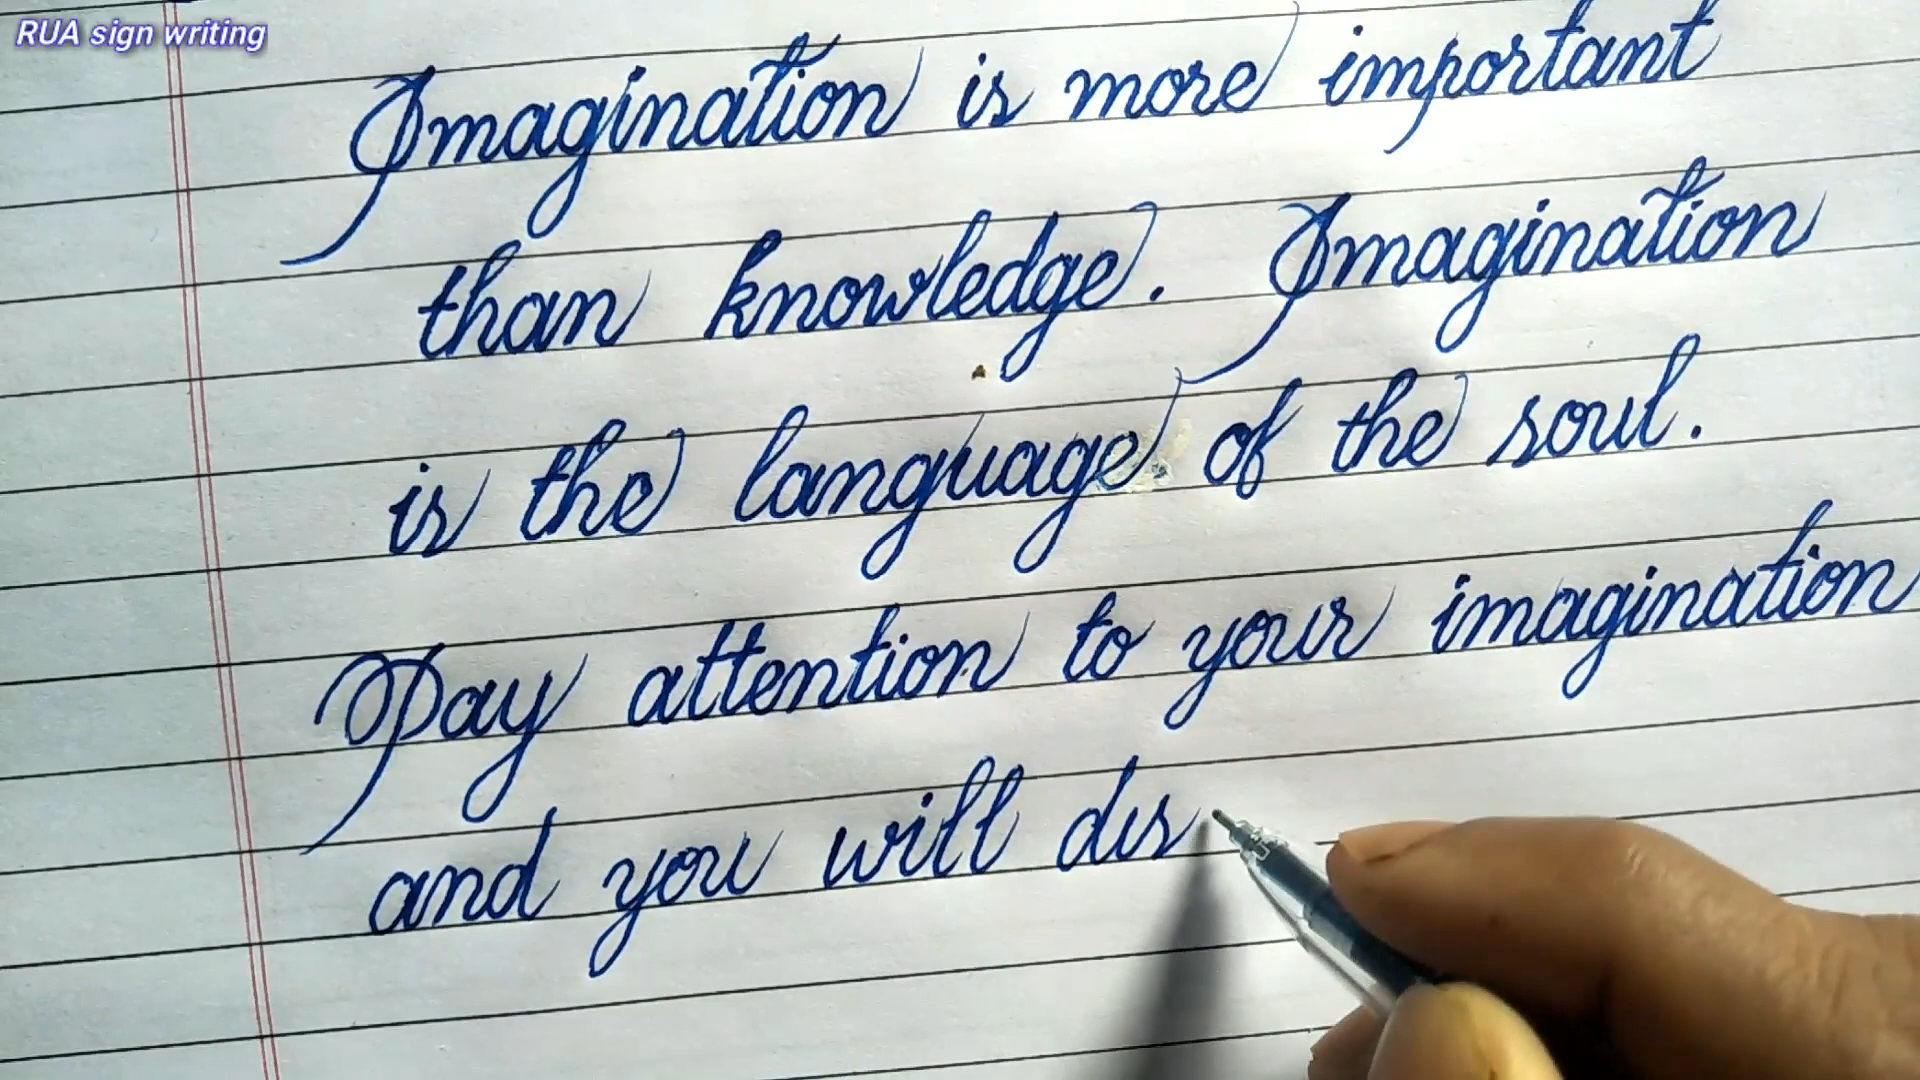 RUA sign writing
Imagination is more important
than knowledge. Imagination
is the language of the soul.
Pay attention to your imagination
and you will dis